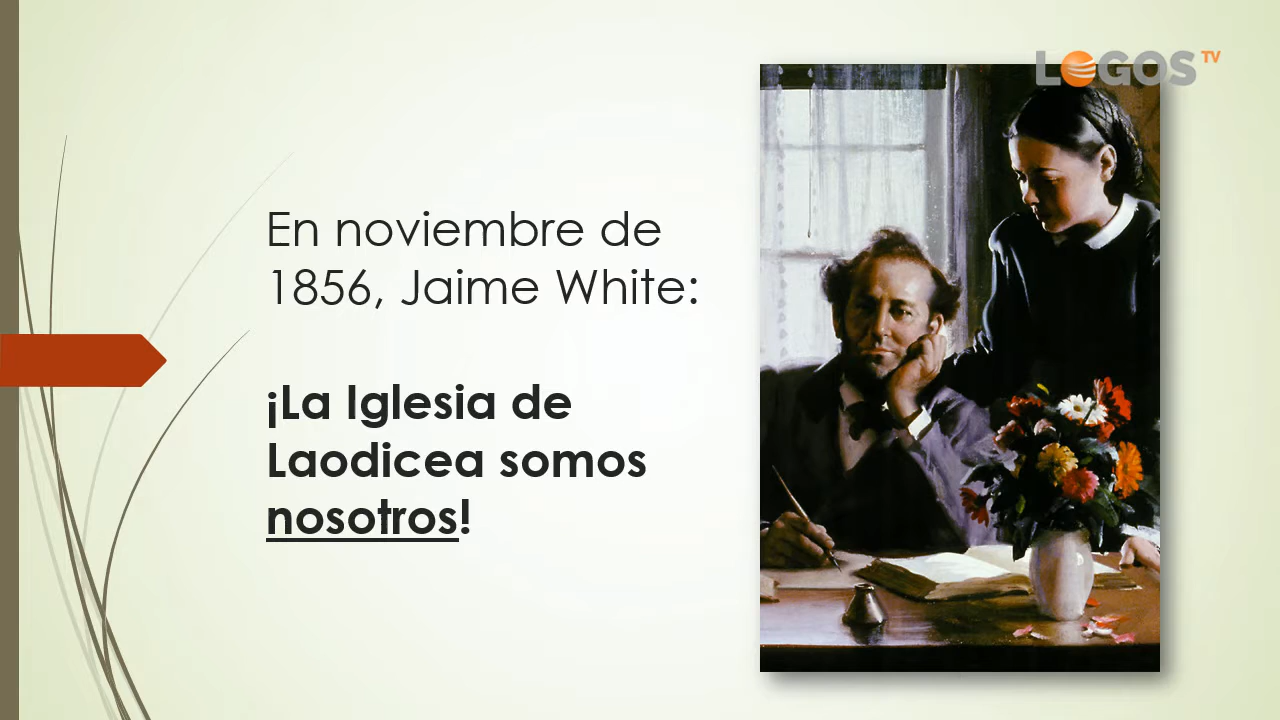 LOGOS TV
En noviembre de
1856, Jaime White:
¡La Iglesia de
Laodicea somos
nosotros!